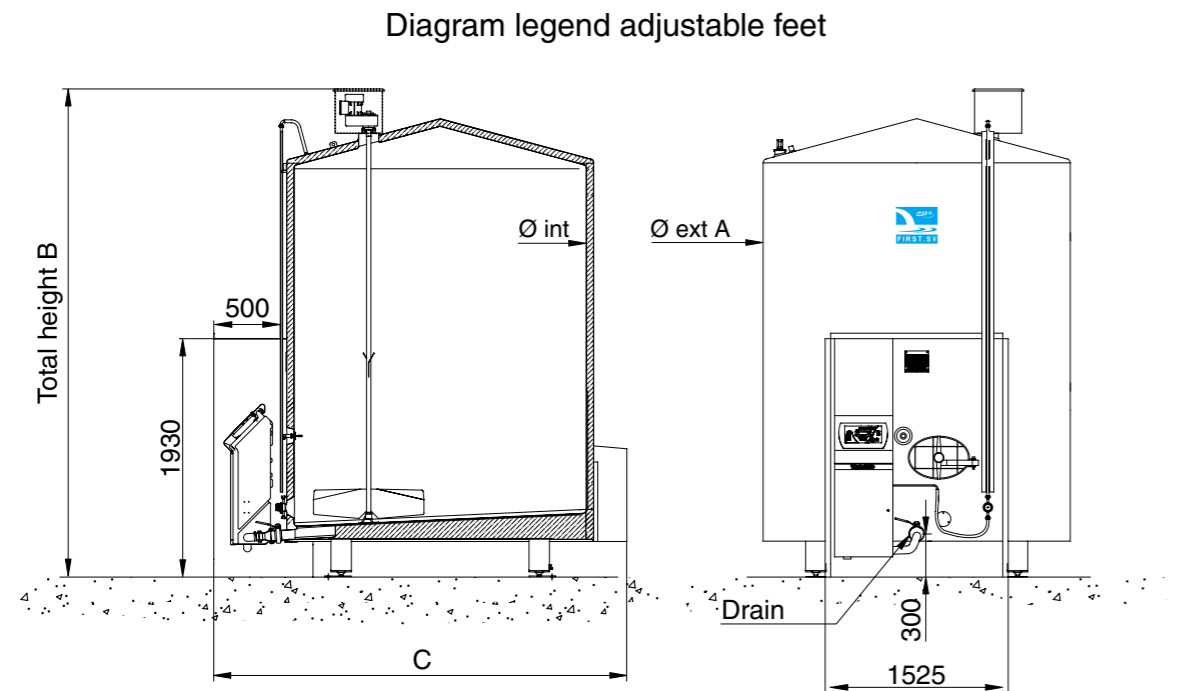 Diagram legend adjustable feet
Total height B
500
1930
Ø int
Ø ext A
FIRST SV
Drain
300
C
1525